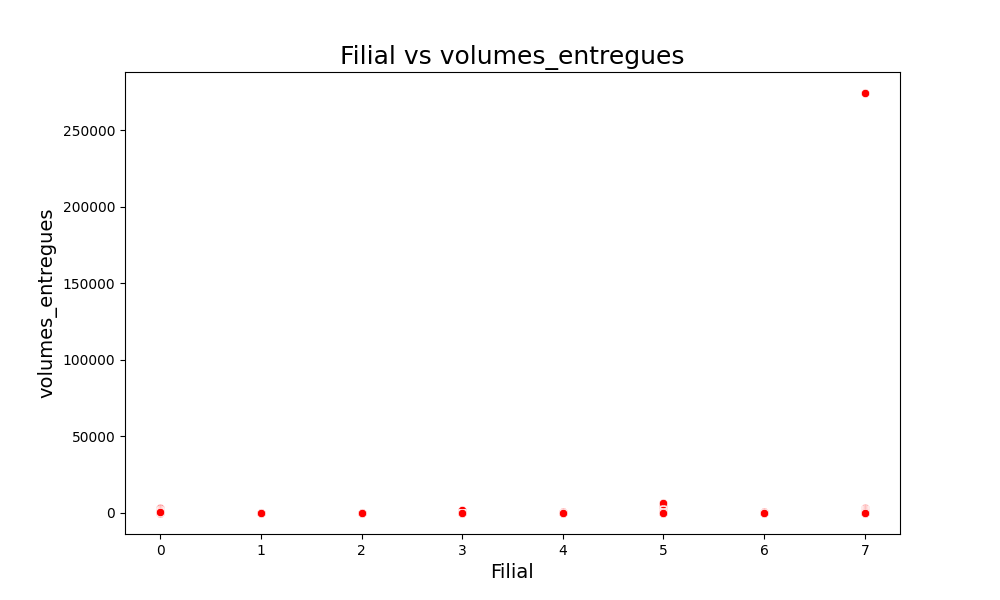 Filial vs volumes_entregues
250000
200000
150000
100000
50000
0
volumes_entregues
0 1 2 3 4 5 6 7
Filial